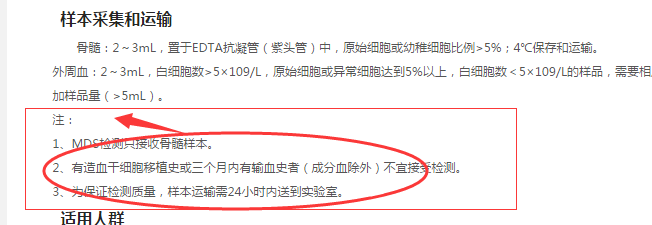 样本采集和运输
骨髓：2～3mL，置于EDTA抗凝管（紫头管）中，原始细胞或幼稚细胞比例>5%；4℃保存和运输。
外周血：2～3mL，白细胞数>5×109/L，原始细胞或异常细胞达到5%以上，白细胞数＜5×109/L的样品，需要相
加样品量（>5mL）。
注：
1、MDS检测只接收骨髓样本。
2、有造血干细胞移植史或三个月内有输血史者（成分血除外）不宜接受检测。
3、为保证检测质量，样本运输需24小时内送到实验室。
适用人群